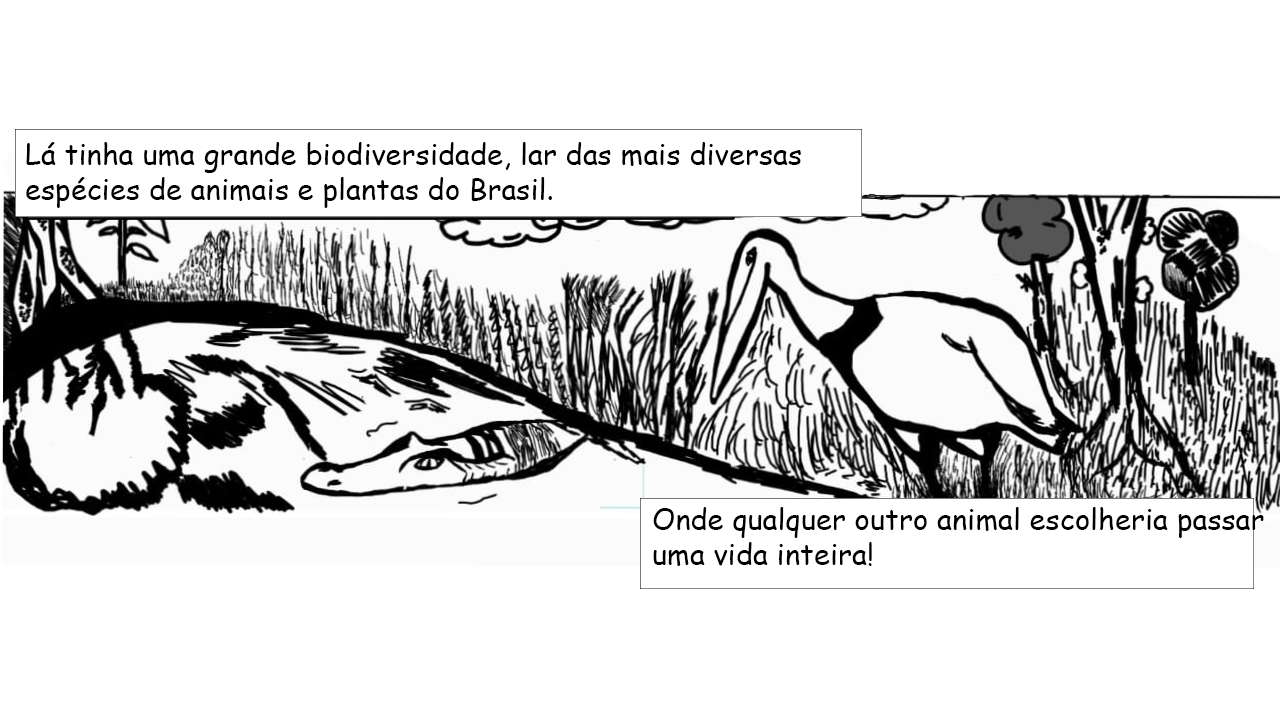 Lá tinha uma grande biodiversidade, lar das mais diversas
espécies de animais e plantas do Brasil.
Onde qualquer outro animal escolheria passar
uma vida inteira!